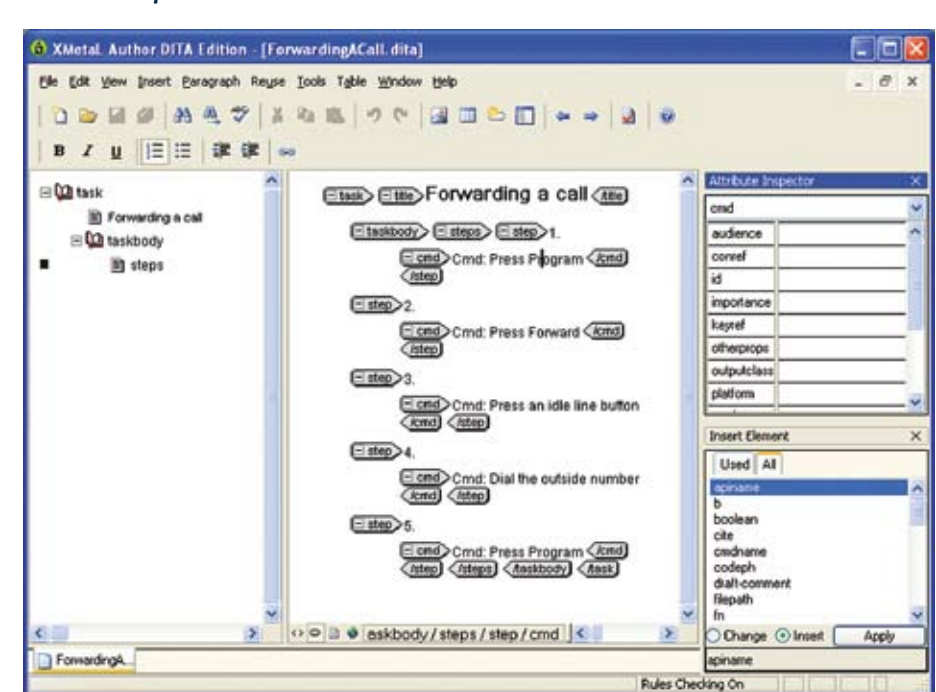 XMetaL Author DITA Edition - [ForwardingACall.dita]
File Edit View Insert Paragraph Reuse Tools Table Window Help
B I U
task
Forwarding a call
taskbody
steps
task title Forwarding a call /title
taskbody steps step 1.
cmd Cmd: Press Program /cmd
/step
step 2.
cmd Cmd: Press Forward /cmd
/step
step 3.
cmd Cmd: Press an idle line button
/cmd /step
step 4.
cmd Cmd: Dial the outside number
/cmd /step
step 5.
cmd Cmd: Press Program /cmd
/step /steps /taskbody /task
askbody / steps / step / cmd
Attribute Inspector
cmd
audience
conref
id
importance
keyref
otherprops
outputclass
platform
Insert Element
Used All
apiname
b
boolean
cite
cmdname
codeph
draft-comment
filepath
fn
Change Insert Apply
apiname
ForwardingA...
Rules Checking On